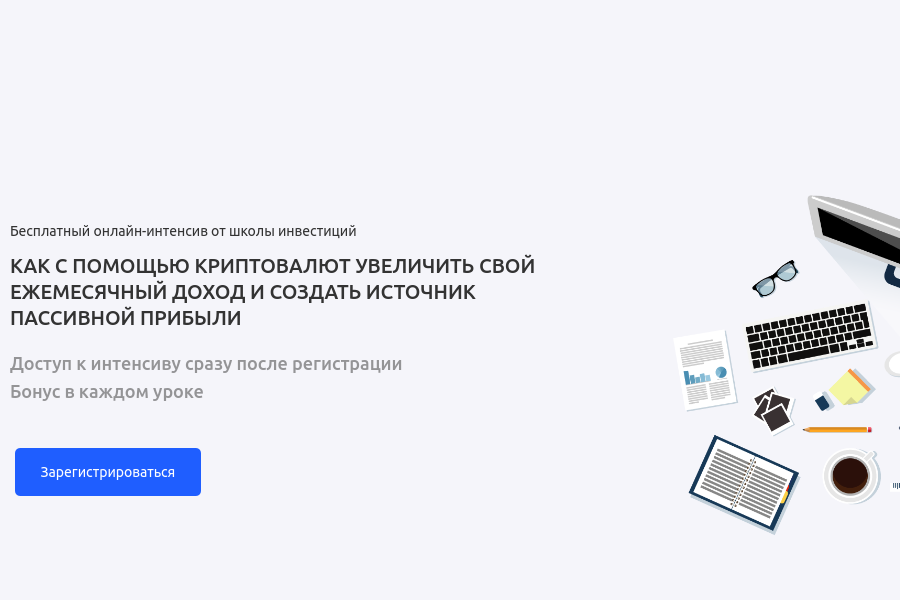 Бесплатный онлайн-интенсив от школы инвестиций
КАК С ПОМОЩЬЮ КРИПТОВАЛЮТ УВЕЛИЧИТЬ СВОЙ
ЕЖЕМЕСЯЧНЫЙ ДОХОД И СОЗДАТЬ ИСТОЧНИК
ПАССИВНОЙ ПРИБЫЛИ
Доступ к интенсиву сразу после регистрации
Бонус в каждом уроке
Зарегистрироваться